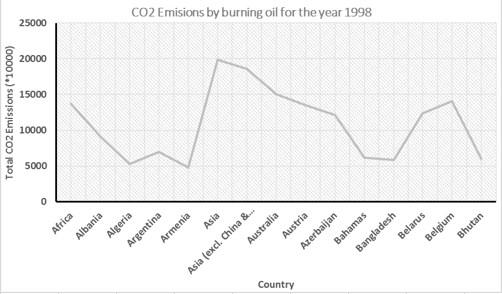 CO2 Emisions by burning oil for the year 1998
Total CO2 Emissions (*10000)
25000
20000
15000
10000
5000
0
Africa
Albania
Algeria
Argentina
Armenia
Asia
Asia (excl. China &...
Australia
Austria
Azerbaijan
Bahamas
Bangladesh
Belarus
Belgium
Bhutan
Country